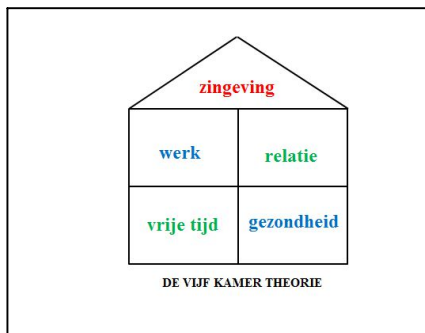 zingeving
werk relatie
vrije tijd gezondheid
DE VIJF KAMER THEORIE